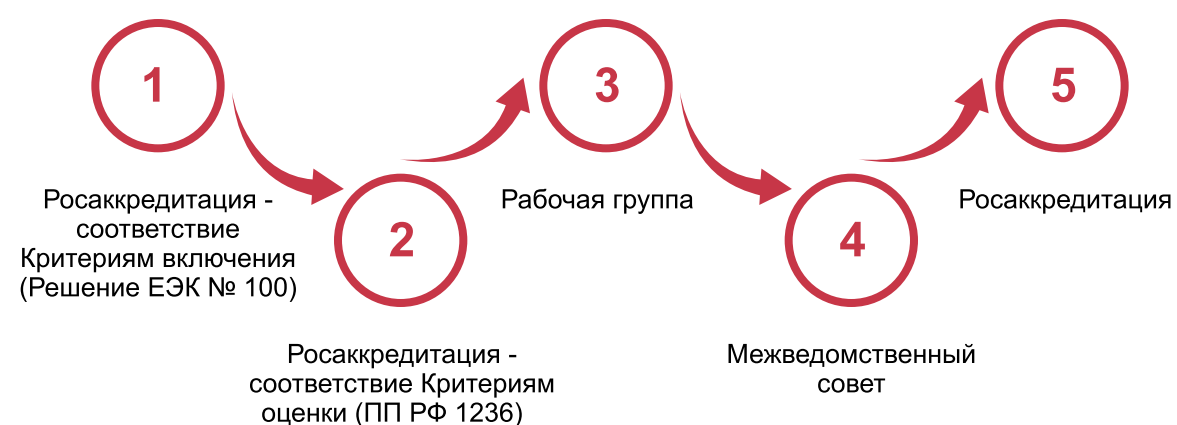 1
Росаккредитация -
соответствие
Критериям включения
(Решение ЕЭК № 100)
2
Росаккредитация -
соответствие Критериям
оценки (ПП РФ 1236)
3
Рабочая группа
4
Межведомственный
совет
5
Росаккредитация